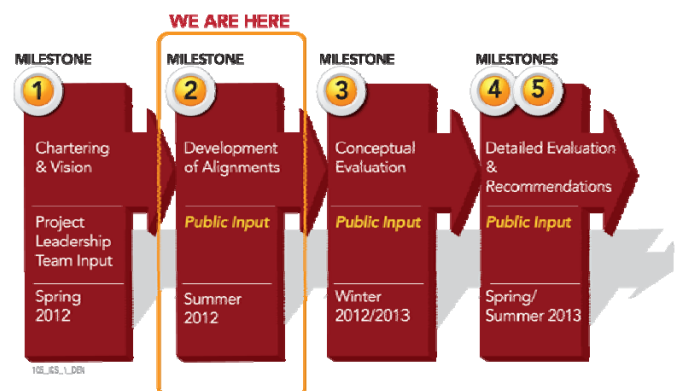 WE ARE HERE
MILESTONE
1
Chartering
& Vision
Project
Leadership
Team Input
Spring
2012
MILESTONE
2
Development
of Alignments
Public Input
Summer
2012
MILESTONE
3
Conceptual
Evaluation
Public Input
Winter
2012/2013
MILESTONES
4 5
Detailed Evaluation
&
Recommendations
Public Input
Spring/
Summer 2013